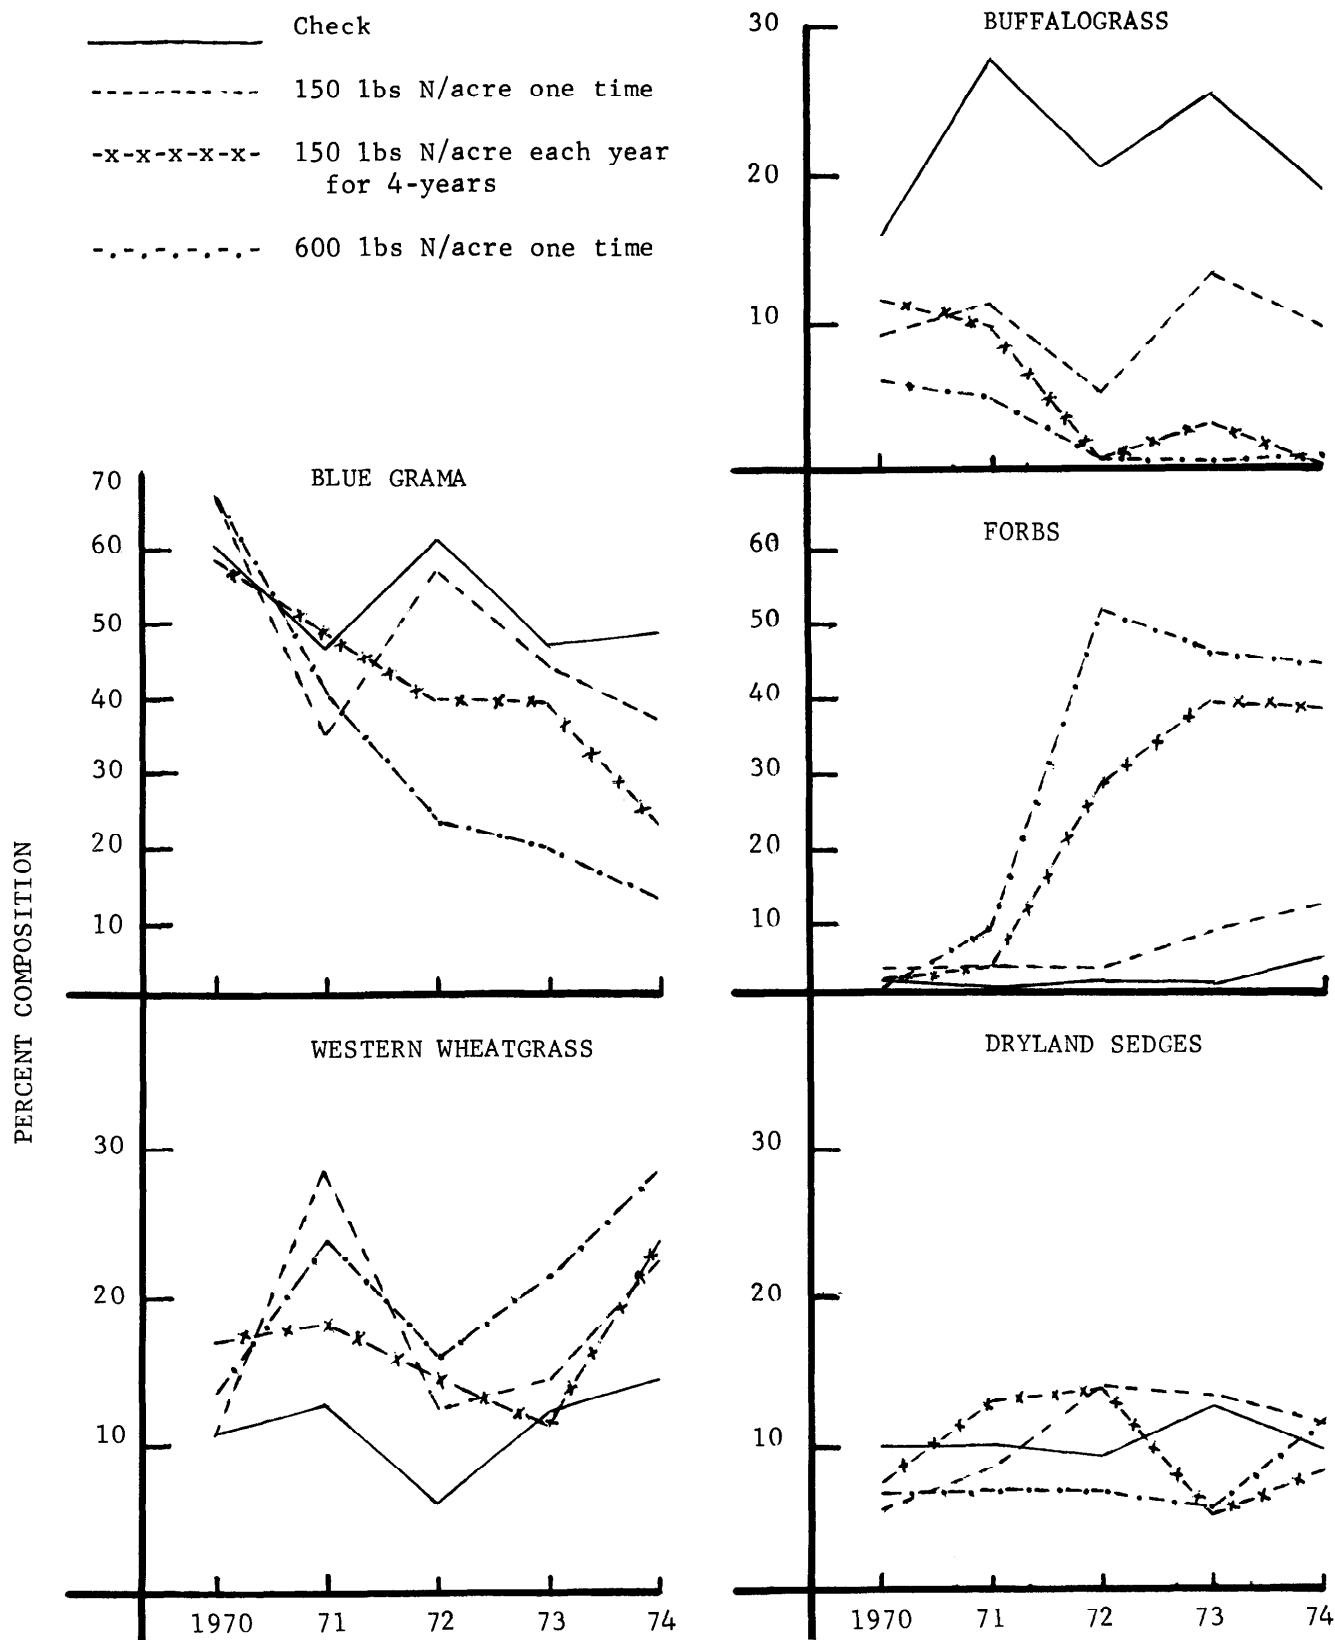 Check
150 lbs N/acre one time
-x-x-x-x-x- 150 lbs N/acre each year
for 4-years
600 lbs N/acre one time
BUFFALOGRASS
30
20
10
BLUE GRAMA
70
60
50
40
30
20
10
FORBS
60
50
40
30
20
10
PERCENT COMPOSITION
WESTERN WHEATGRASS
30
20
10
1970 71 72 73 74
DRYLAND SEDGES
30
20
10
1970 71 72 73 74